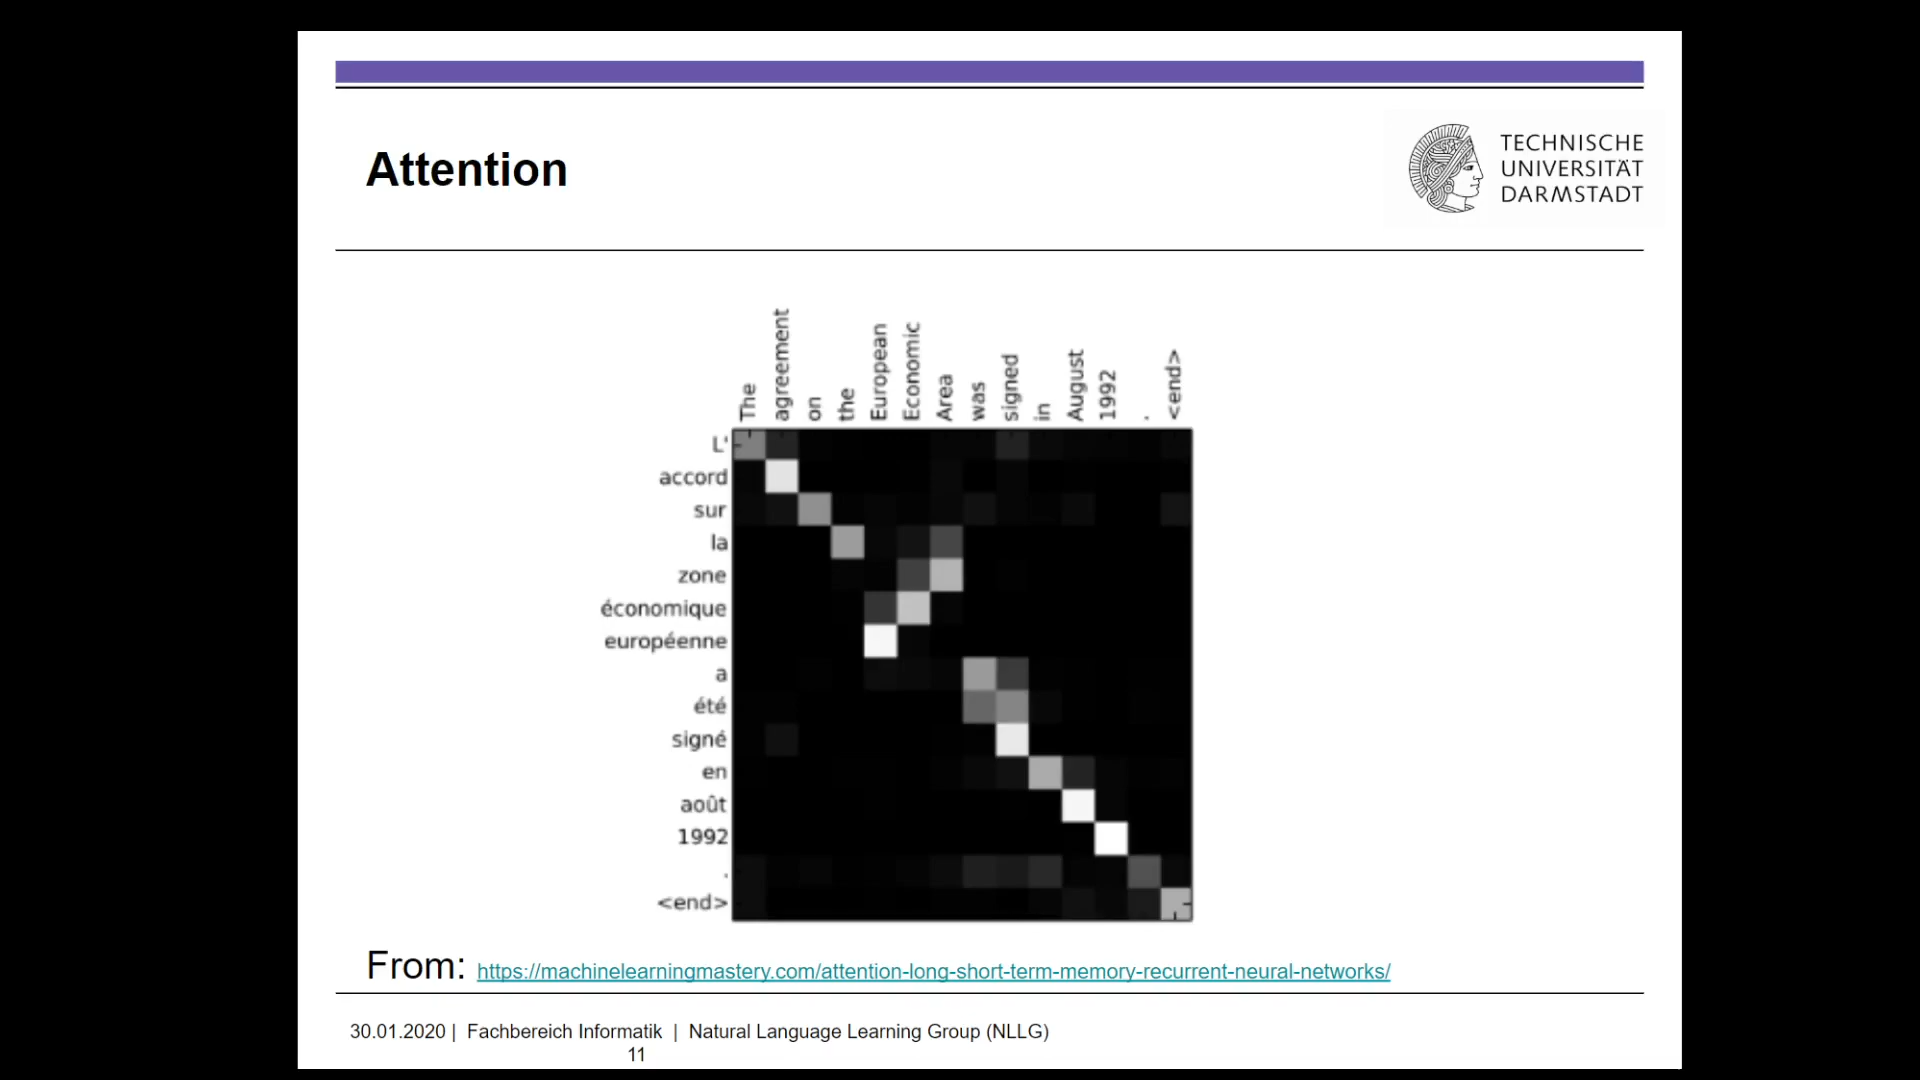 Attention
TECHNISCHE
UNIVERSITÄT
DARMSTADT
The
agreement
on
the
European
Economic
Area
was
signed
in
August
1992
.
<end>
L'
accord
sur
la
zone
économique
européenne
a
été
signé
en
août
1992
.
<end>
From: https://machinelearningmastery.com/attention-long-short-term-memory-recurrent-neural-networks/
30.01.2020 | Fachbereich Informatik | Natural Language Learning Group (NLLG)
11